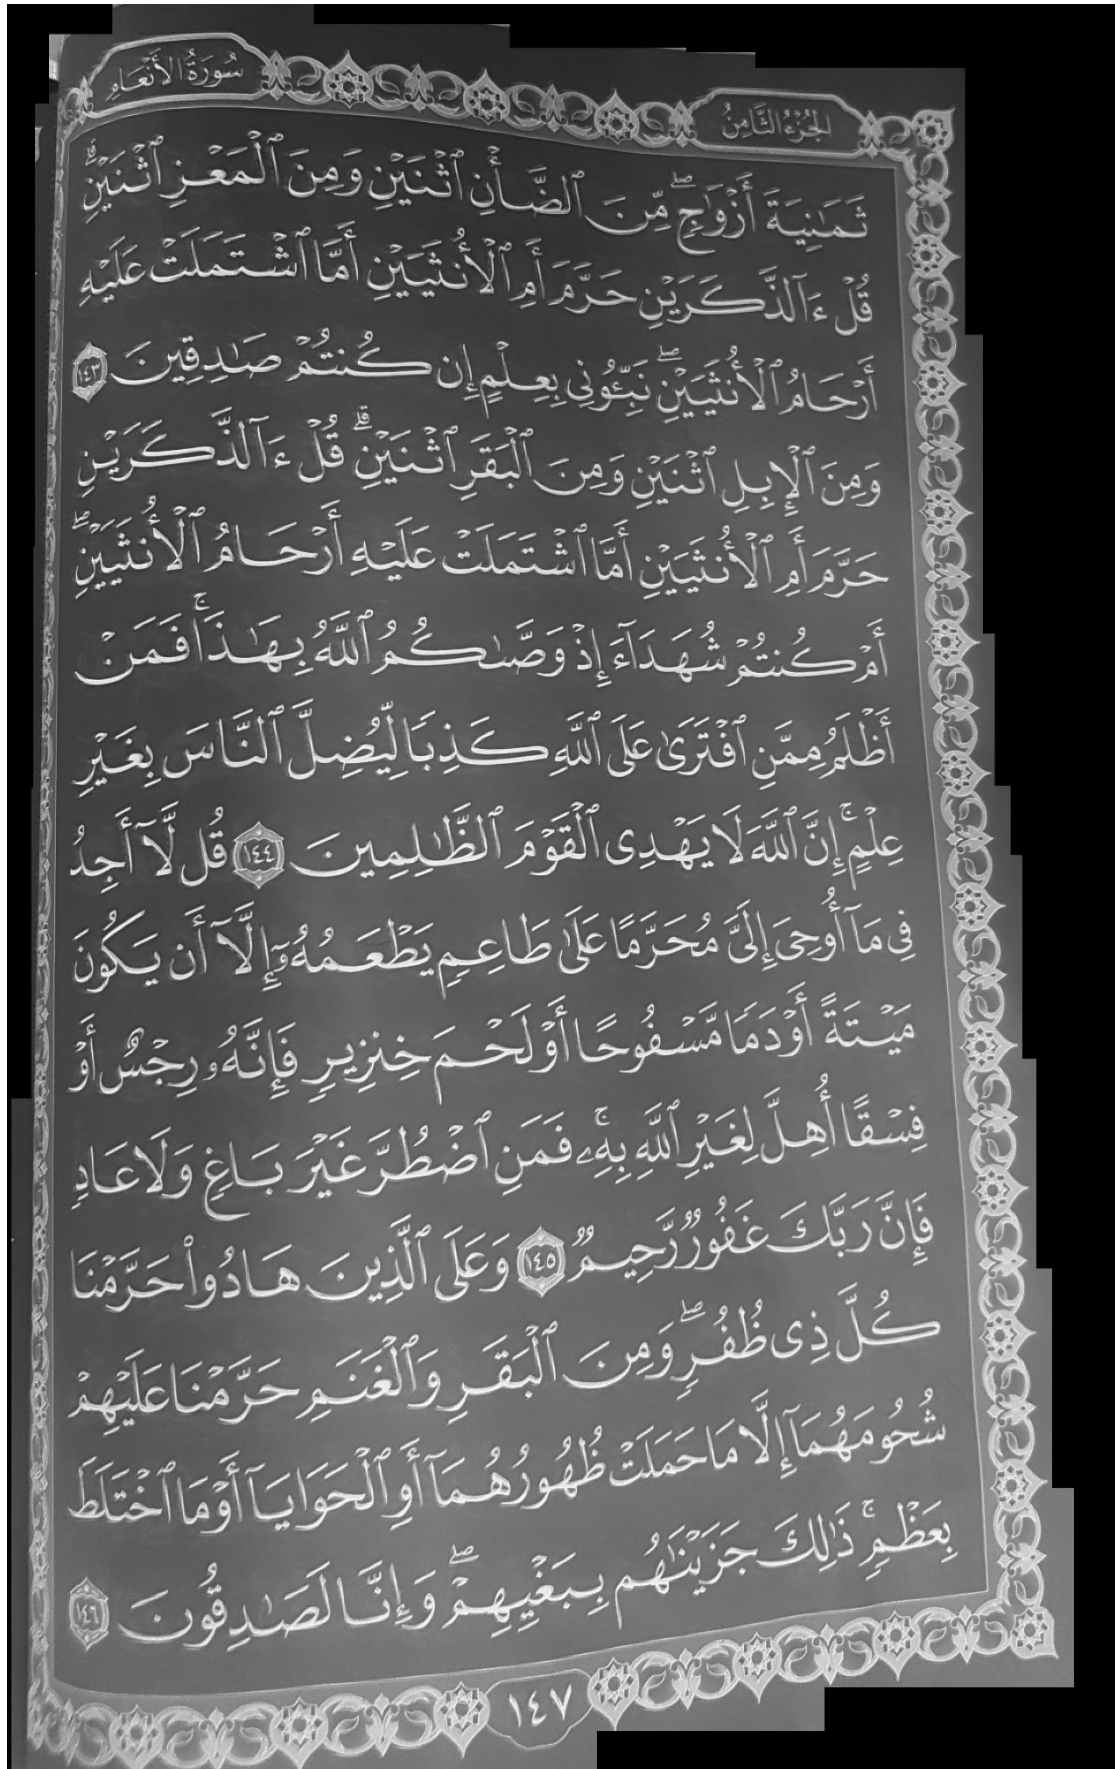 الجُزْءُ الثَّامِنُ
سُورَةُ الأَنْعَامِ
ثَمَٰنِيَةَ أَزْوَٰجٖۖ مِّنَ ٱلضَّأْنِ ٱثْنَيْنِ وَمِنَ ٱلْمَعْزِ ٱثْنَيْنِۗ
قُلْ ءَآلذَّكَرَيْنِ حَرَّمَ أَمِ ٱلْأُنثَيَيْنِ أَمَّا ٱشْتَمَلَتْ عَلَيْهِ
أَرْحَامُ ٱلْأُنثَيَيْنِۖ نَبِّـُٔونِى بِعِلْمٍ إِن كُنتُمْ صَٰدِقِينَ ١٤٣
وَمِنَ ٱلْإِبِلِ ٱثْنَيْنِ وَمِنَ ٱلْبَقَرِ ٱثْنَيْنِۗ قُلْ ءَآلذَّكَرَيْنِ
حَرَّمَ أَمِ ٱلْأُنثَيَيْنِ أَمَّا ٱشْتَمَلَتْ عَلَيْهِ أَرْحَامُ ٱلْأُنثَيَيْنِۖ
أَمْ كُنتُمْ شُهَدَآءَ إِذْ وَصَّىٰكُمُ ٱللَّهُ بِهَٰذَاۚ فَمَنْ
أَظْلَمُ مِمَّنِ ٱفْتَرَىٰ عَلَى ٱللَّهِ كَذِبًا لِّيُضِلَّ ٱلنَّاسَ بِغَيْرِ
عِلْمٍۚ إِنَّ ٱللَّهَ لَا يَهْدِى ٱلْقَوْمَ ٱلظَّٰلِمِينَ ١٤٤ قُل لَّآ أَجِدُ
فِى مَآ أُوحِىَ إِلَىَّ مُحَرَّمًا عَلَىٰ طَاعِمٍ يَطْعَمُهُۥٓ إِلَّآ أَن يَكُونَ
مَيْتَةً أَوْ دَمًا مَّسْفُوحًا أَوْ لَحْمَ خِنزِيرٍ فَإِنَّهُۥ رِجْسٌ أَوْ
فِسْقًا أُهِلَّ لِغَيْرِ ٱللَّهِ بِهِۦۚ فَمَنِ ٱضْطُرَّ غَيْرَ بَاغٍ وَلَا عَادٍ
فَإِنَّ رَبَّكَ غَفُورٌ رَّحِيمٌ ١٤٥ وَعَلَى ٱلَّذِينَ هَادُوا۟ حَرَّمْنَا
كُلَّ ذِى ظُفُرٍۖ وَمِنَ ٱلْبَقَرِ وَٱلْغَنَمِ حَرَّمْنَا عَلَيْهِمْ
شُحُومَهُمَآ إِلَّا مَا حَمَلَتْ ظُهُورُهُمَآ أَوِ ٱلْحَوَايَآ أَوْ مَا ٱخْتَلَطَ
بِعَظْمٍۚ ذَٰلِكَ جَزَيْنَٰهُم بِبَغْيِهِمْۖ وَإِنَّا لَصَٰدِقُونَ ١٤٦
١٤٧